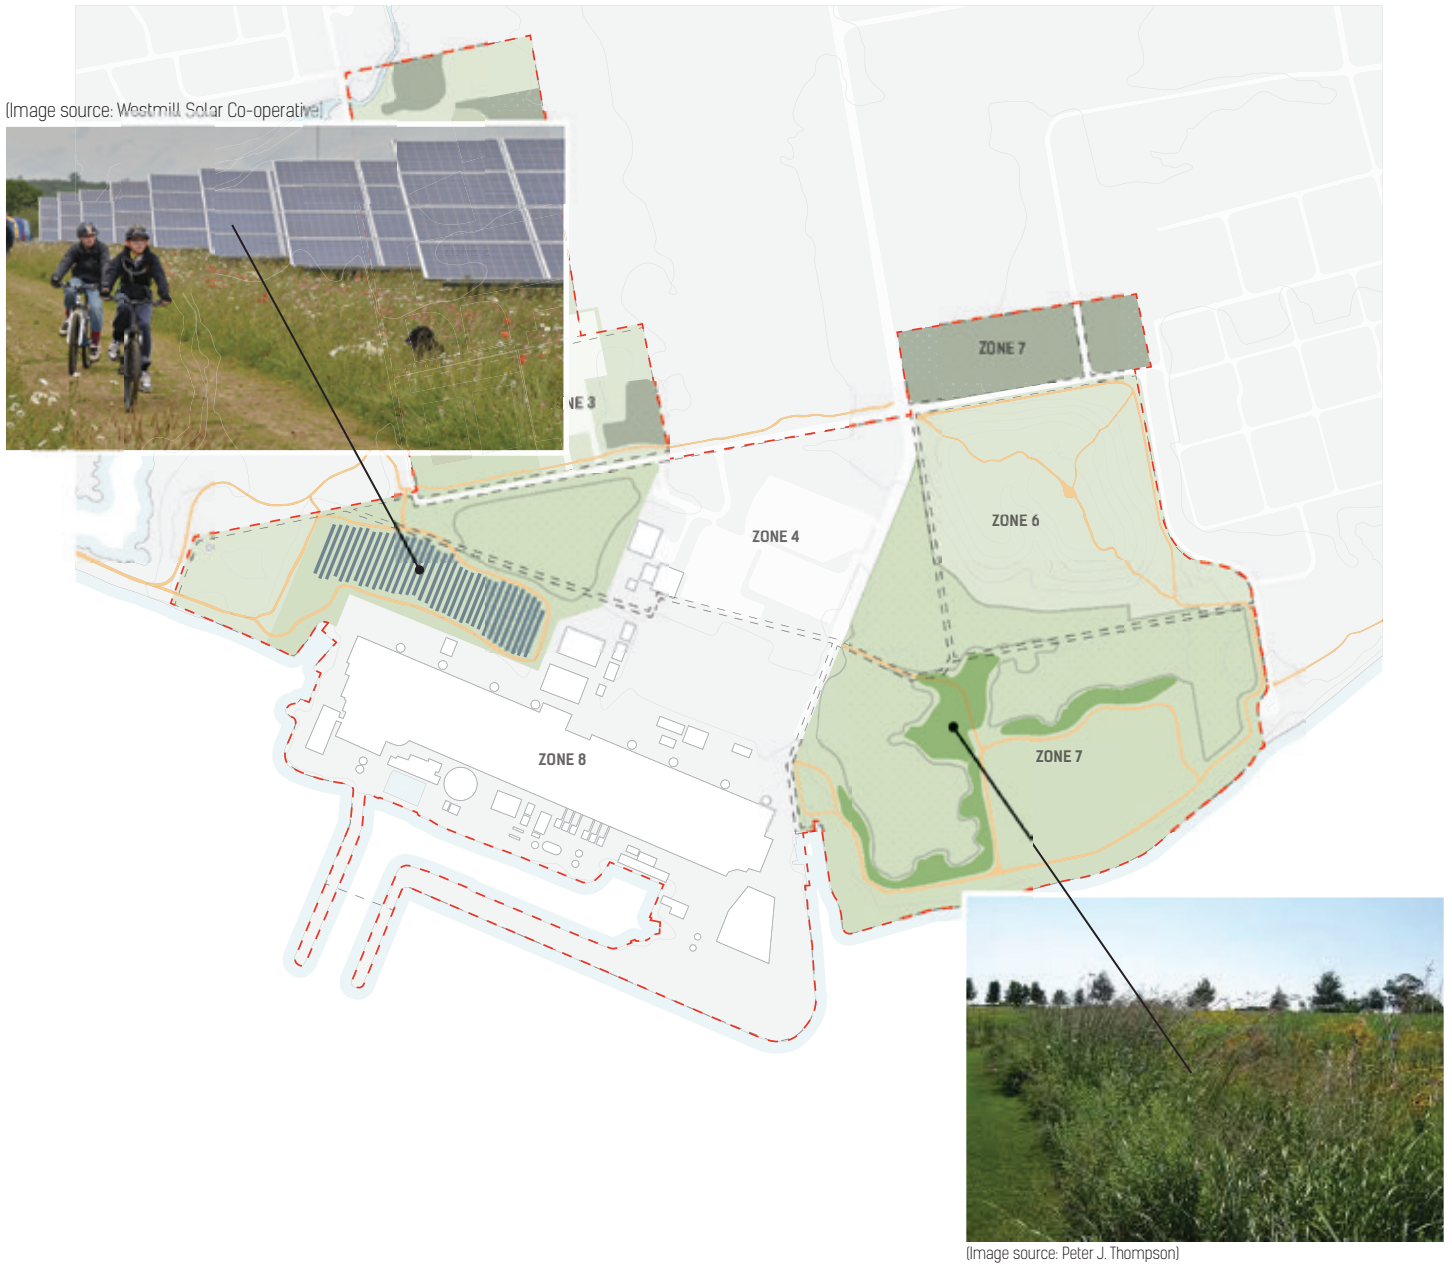 (Image source: Westmill Solar Co-operative)
ZONE 7
NE 3
ZONE 6
ZONE 4
ZONE 7
ZONE 8
(Image source: Peter J. Thompson)